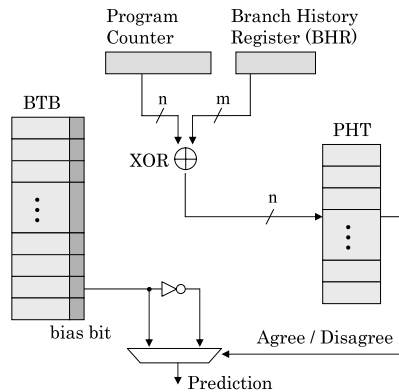 Program
Counter
Branch History
Register (BHR)
n
m
BTB
XOR
PHT
n
bias bit
Agree / Disagree
Prediction